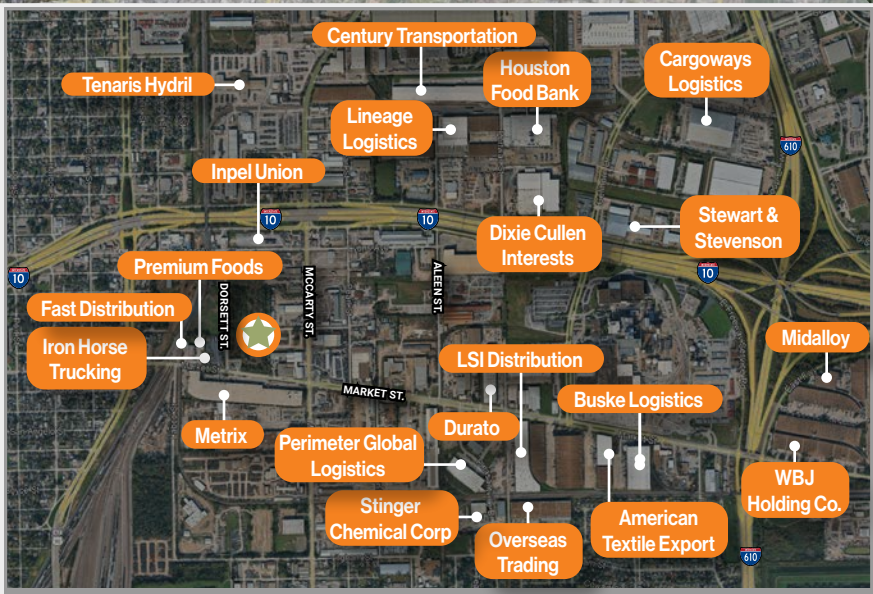 Century Transportation
Houston
Food Bank
Cargoways
Logistics
Tenaris Hydril
Lineage
Logistics
610
Inpel Union
10
10
Dixie Cullen
Interests
Stewart &
Stevenson
10
10
Premium Foods
DORSETT ST.
MCCARTY ST.
ALEEN ST.
Fast Distribution
Iron Horse
Trucking
LSI Distribution
Midalloy
MARKET ST.
Buske Logistics
Metrix
Durato
Perimeter Global
Logistics
WBJ
Holding Co.
Stinger
Chemical Corp
Overseas
Trading
American
Textile Export
610